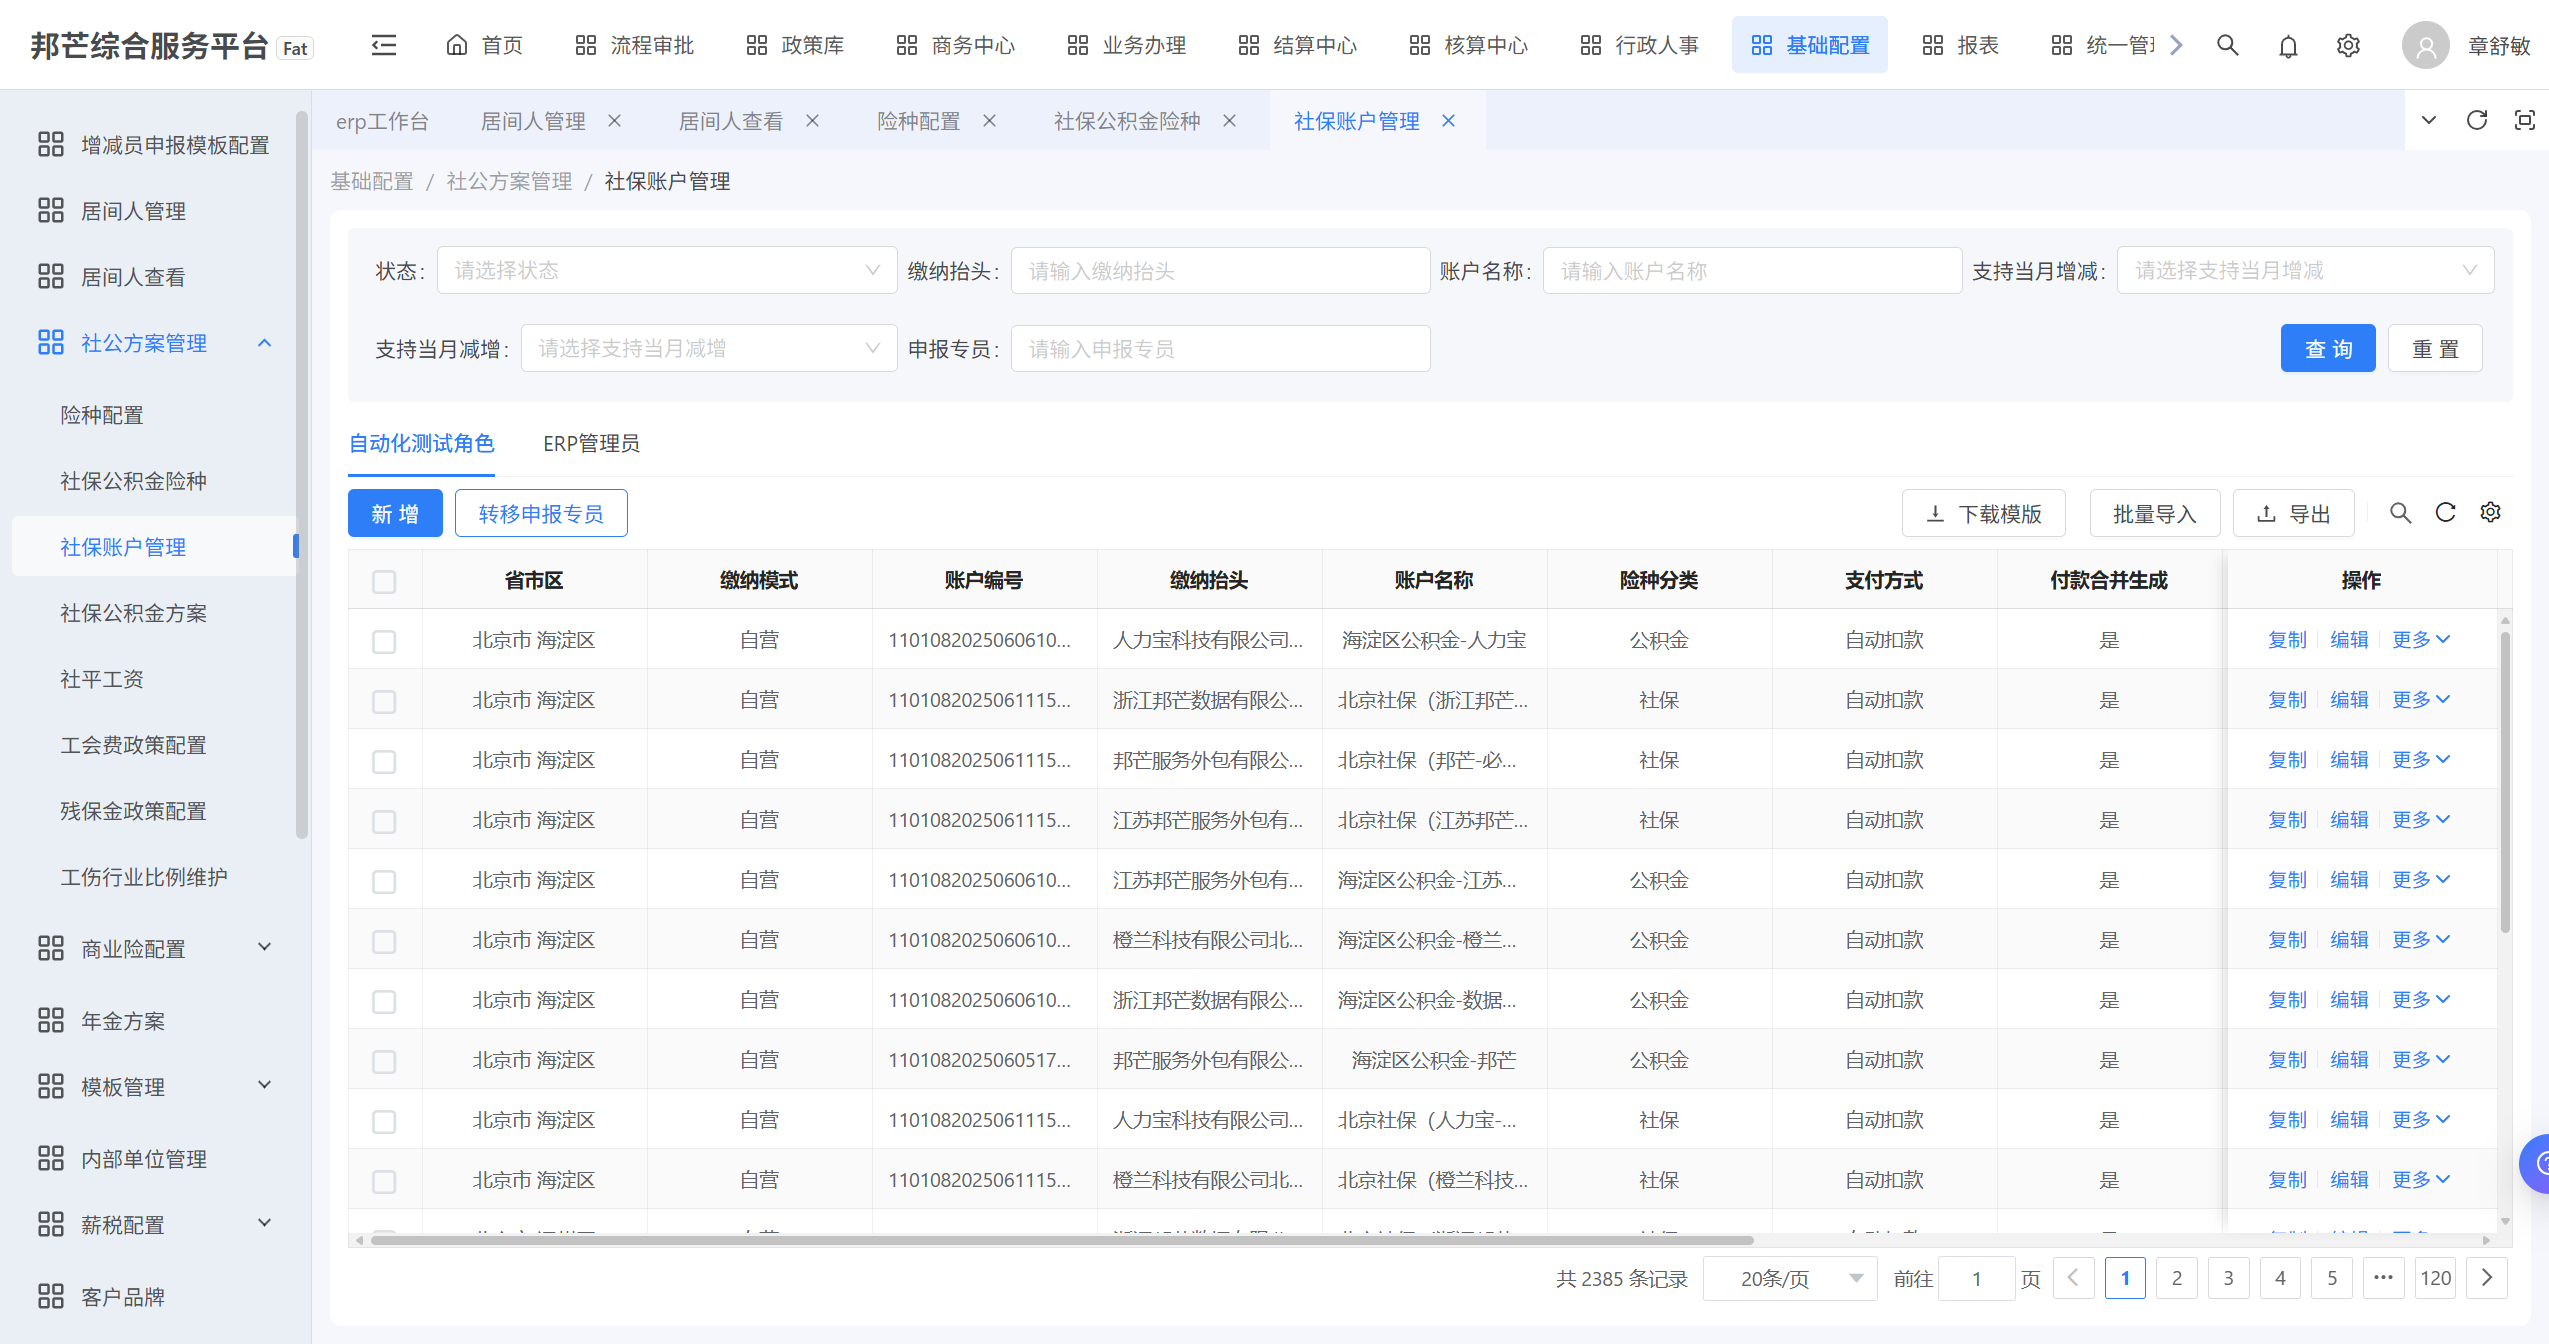 邦芒综合服务平台 Fat 首页 流程审批 政策库 商务中心 业务办理 结算中心 核算中心 行政人事 基础配置 报表 统一管 章舒敏
erp工作台 居间人管理 居间人查看 险种配置 社保公积金险种 社保账户管理
基础配置 / 社公方案管理 / 社保账户管理
增减员申报模板配置
居间人管理
居间人查看
社公方案管理
险种配置
社保公积金险种
社保账户管理
社保公积金方案
社平工资
工会费政策配置
残保金政策配置
工伤行业比例维护
商业险配置
年金方案
模板管理
内部单位管理
薪税配置
客户品牌
状态: 请选择状态 缴纳抬头: 请输入缴纳抬头 账户名称: 请输入账户名称 支持当月增减: 请选择支持当月增减
支持当月减增: 请选择支持当月减增 申报专员: 请输入申报专员 查 询 重 置
自动化测试角色 ERP管理员
新 增 转移申报专员 下载模版 批量导入 导出
省市区 缴纳模式 账户编号 缴纳抬头 账户名称 险种分类 支付方式 付款合并生成 操作
北京市 海淀区 自营 1101082025060610... 人力宝科技有限公司... 海淀区公积金-人力宝 公积金 自动扣款 是 复制 编辑 更多
北京市 海淀区 自营 1101082025061115... 浙江邦芒数据有限公... 北京社保（浙江邦芒... 社保 自动扣款 是 复制 编辑 更多
北京市 海淀区 自营 1101082025061115... 邦芒服务外包有限公... 北京社保（邦芒-必... 社保 自动扣款 是 复制 编辑 更多
北京市 海淀区 自营 1101082025061115... 江苏邦芒服务外包有... 北京社保（江苏邦芒... 社保 自动扣款 是 复制 编辑 更多
北京市 海淀区 自营 1101082025060610... 江苏邦芒服务外包有... 海淀区公积金-江苏... 公积金 自动扣款 是 复制 编辑 更多
北京市 海淀区 自营 1101082025060610... 橙兰科技有限公司北... 海淀区公积金-橙兰... 公积金 自动扣款 是 复制 编辑 更多
北京市 海淀区 自营 1101082025060610... 浙江邦芒数据有限公... 海淀区公积金-数据... 公积金 自动扣款 是 复制 编辑 更多
北京市 海淀区 自营 1101082025060517... 邦芒服务外包有限公... 海淀区公积金-邦芒 公积金 自动扣款 是 复制 编辑 更多
北京市 海淀区 自营 1101082025061115... 人力宝科技有限公司... 北京社保（人力宝-... 社保 自动扣款 是 复制 编辑 更多
北京市 海淀区 自营 1101082025061115... 橙兰科技有限公司北... 北京社保（橙兰科技... 社保 自动扣款 是 复制 编辑 更多
共 2385 条记录 20条/页 前往 1 页 1 2 3 4 5 ••• 120